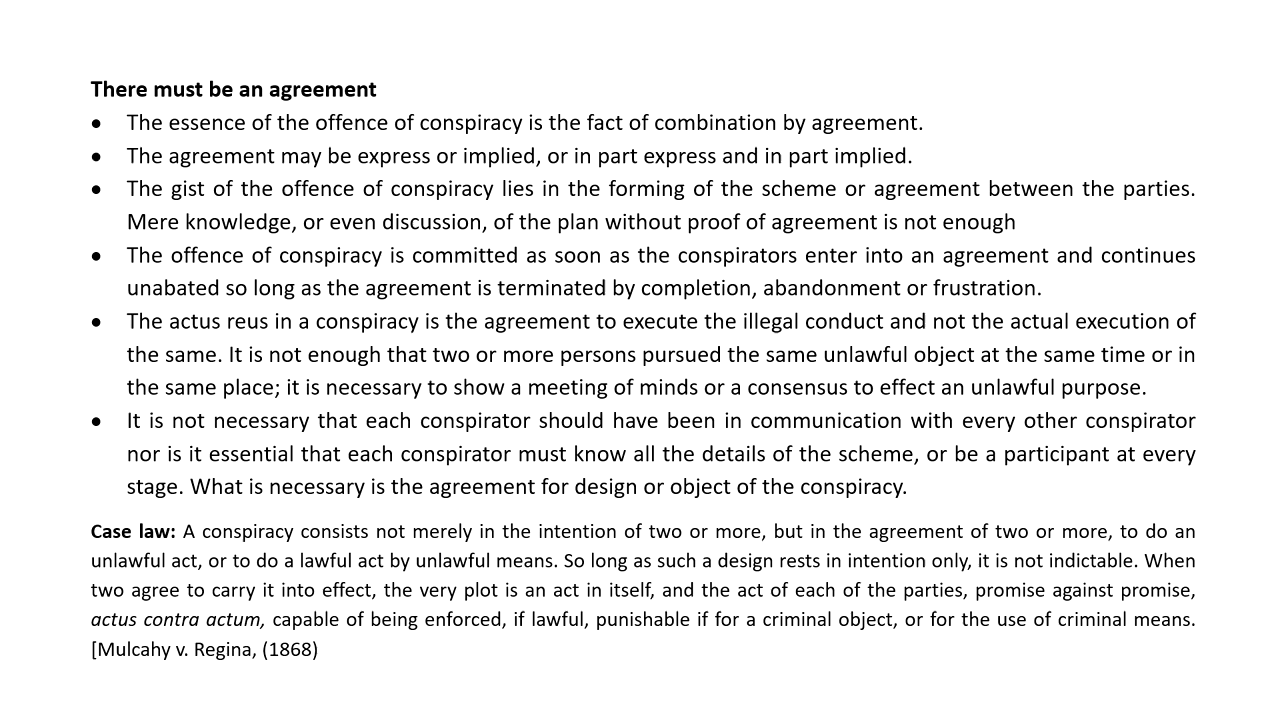 There must be an agreement
• The essence of the offence of conspiracy is the fact of combination by agreement.
• The agreement may be express or implied, or in part express and in part implied.
• The gist of the offence of conspiracy lies in the forming of the scheme or agreement between the parties.
Mere knowledge, or even discussion, of the plan without proof of agreement is not enough
• The offence of conspiracy is committed as soon as the conspirators enter into an agreement and continues
unabated so long as the agreement is terminated by completion, abandonment or frustration.
• The actus reus in a conspiracy is the agreement to execute the illegal conduct and not the actual execution of
the same. It is not enough that two or more persons pursued the same unlawful object at the same time or in
the same place; it is necessary to show a meeting of minds or a consensus to effect an unlawful purpose.
• It is not necessary that each conspirator should have been in communication with every other conspirator
nor is it essential that each conspirator must know all the details of the scheme, or be a participant at every
stage. What is necessary is the agreement for design or object of the conspiracy.
Case law: A conspiracy consists not merely in the intention of two or more, but in the agreement of two or more, to do an
unlawful act, or to do a lawful act by unlawful means. So long as such a design rests in intention only, it is not indictable. When
two agree to carry it into effect, the very plot is an act in itself, and the act of each of the parties, promise against promise,
actus contra actum, capable of being enforced, if lawful, punishable if for a criminal object, or for the use of criminal means.
[Mulcahy v. Regina, (1868)